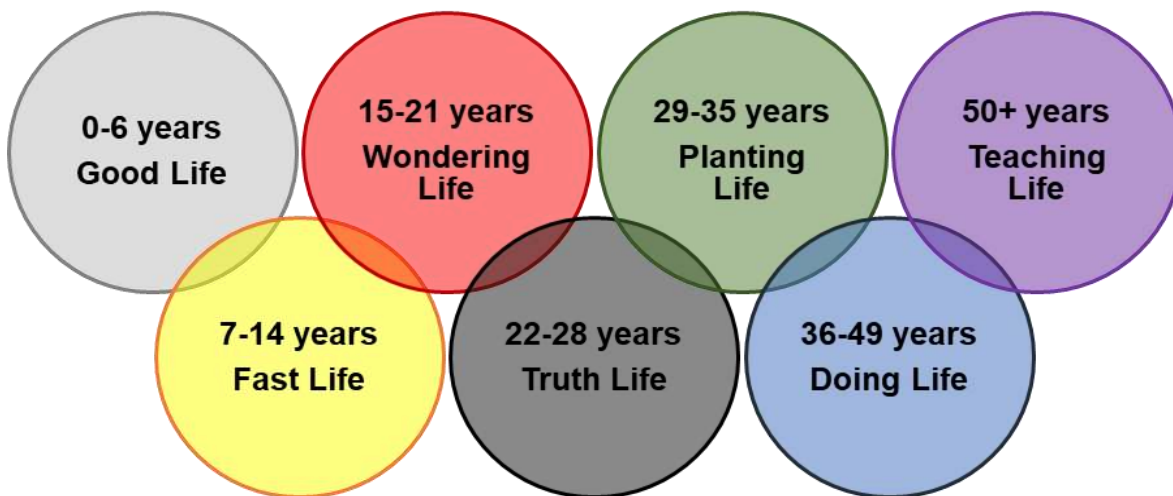 0-6 years
Good Life
7-14 years
Fast Life
15-21 years
Wondering
Life
22-28 years
Truth Life
29-35 years
Planting
Life
36-49 years
Doing Life
50+ years
Teaching
Life